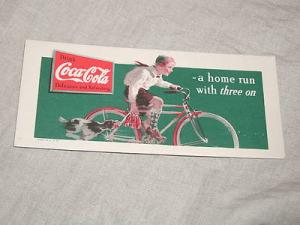 Drink
Coca-Cola
Delicious and Refreshing
- a home run
with three on